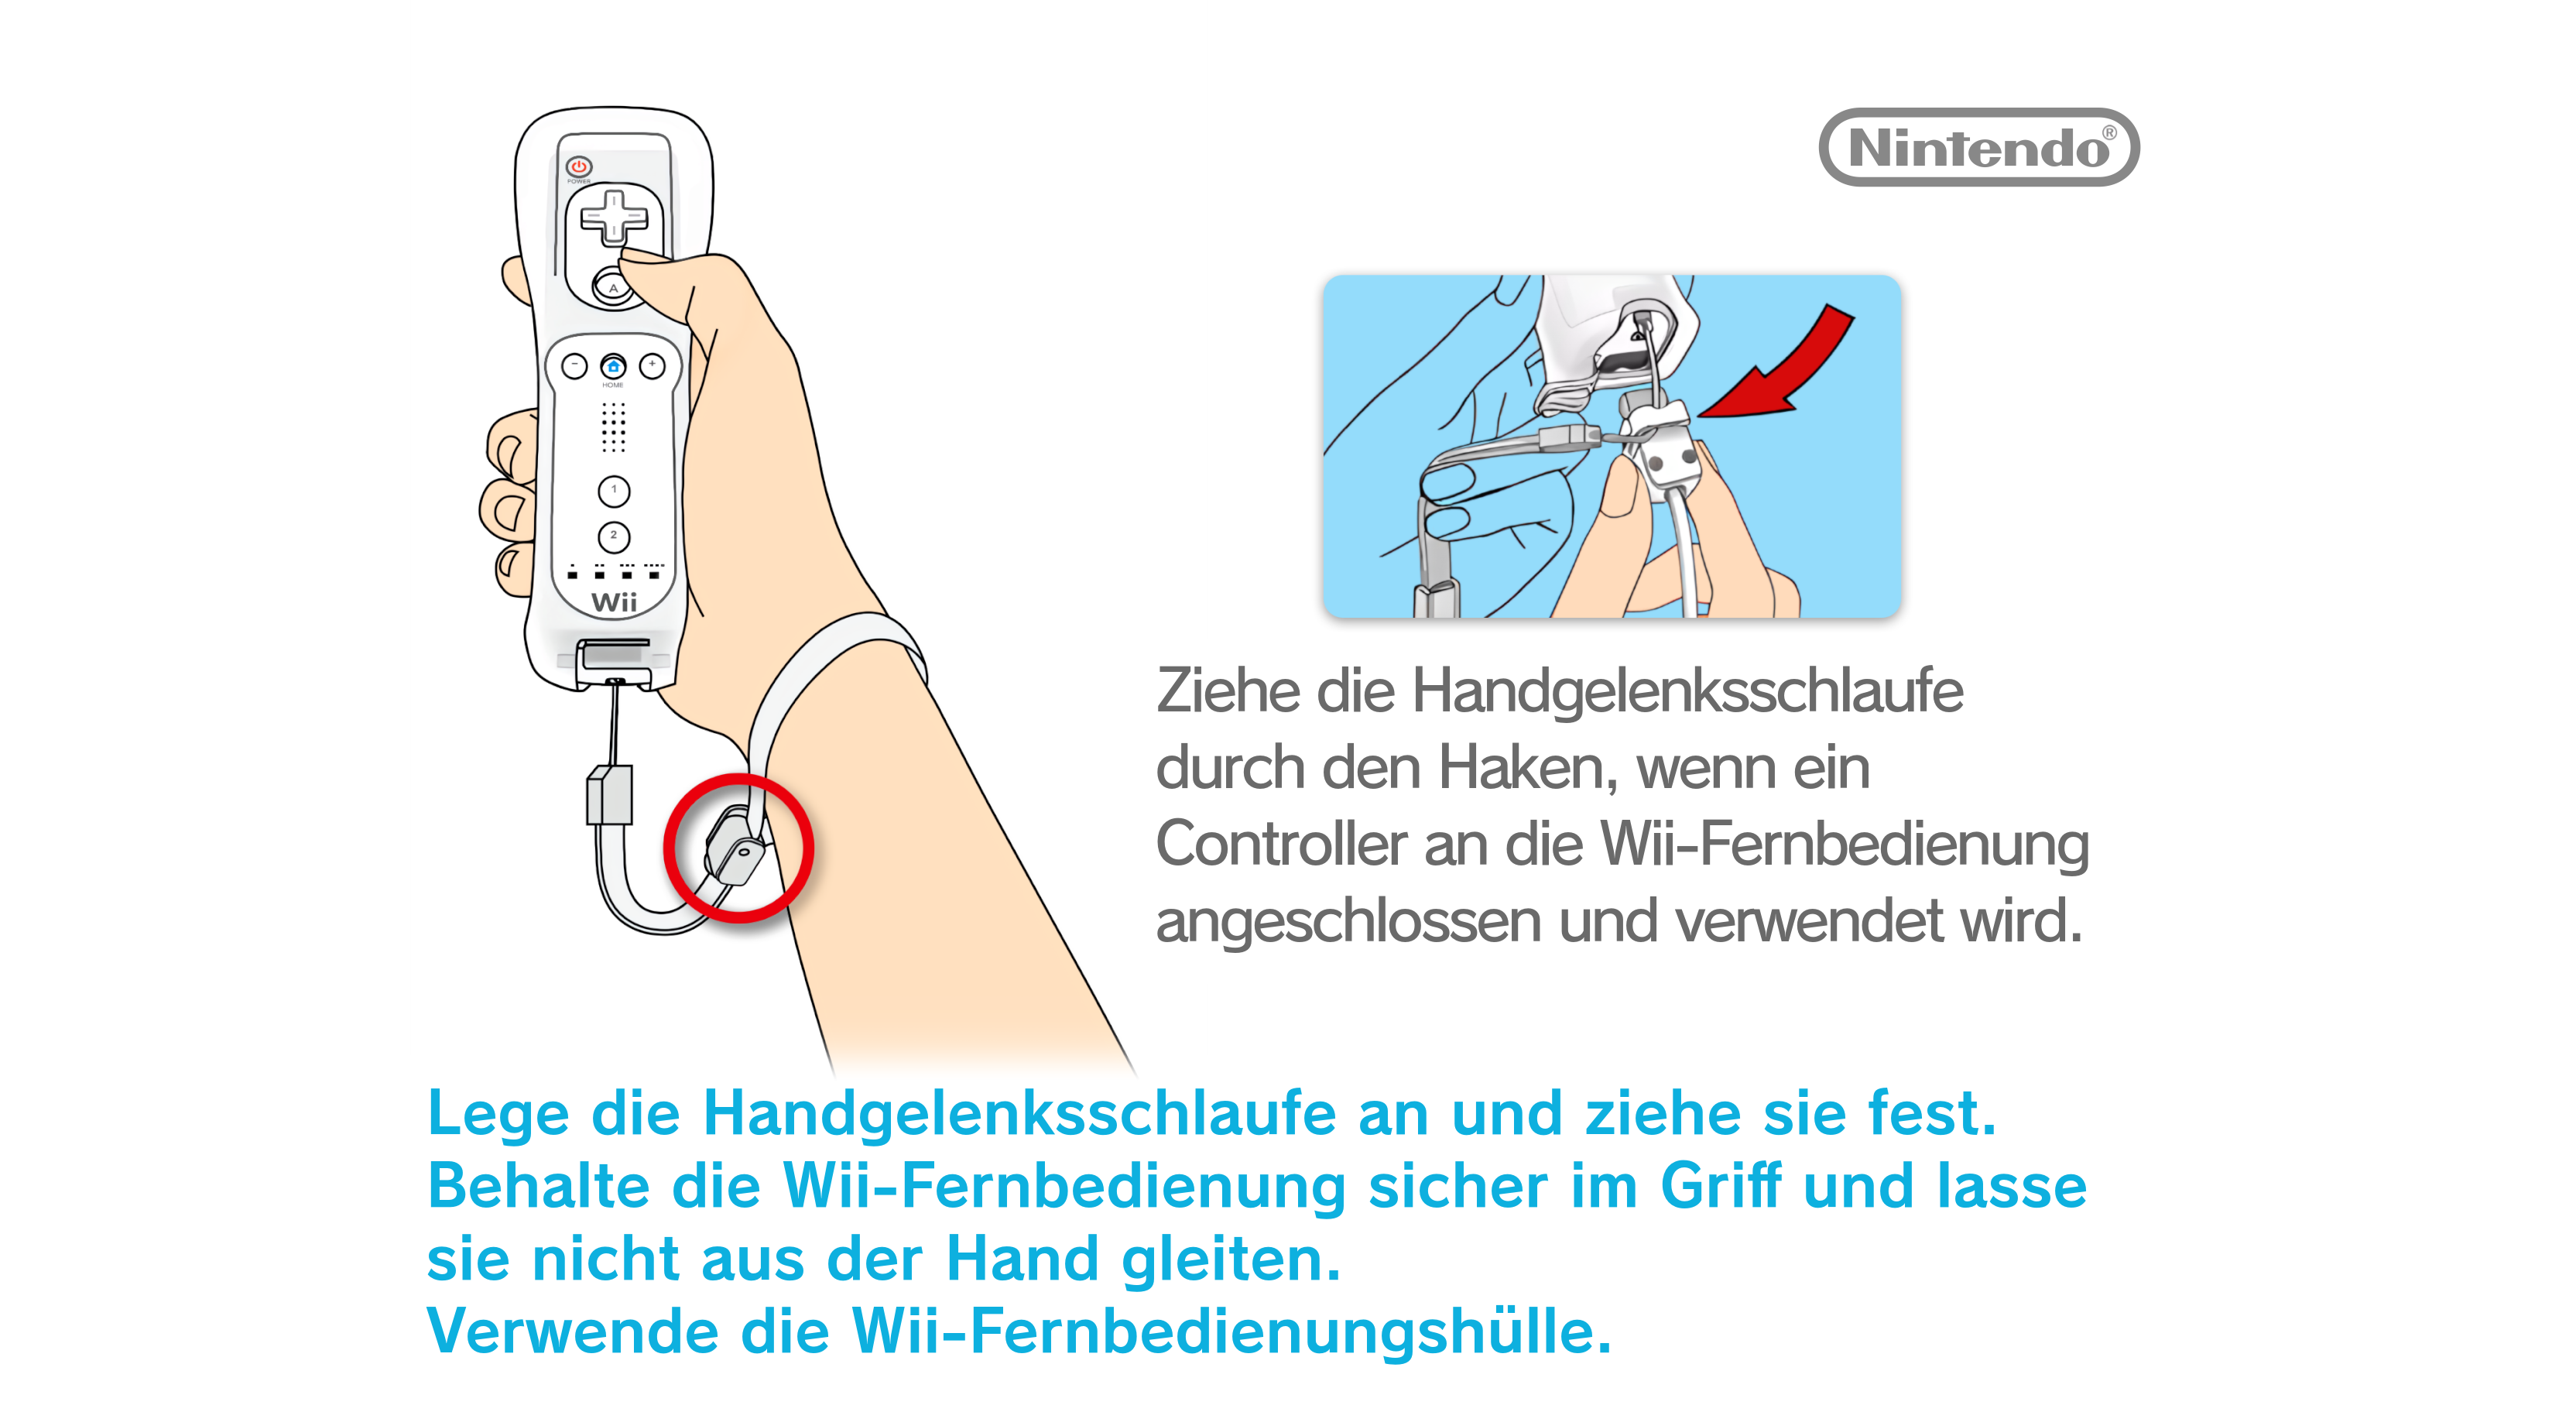 Nintendo®
POWER
A
- HOME +
1
2
Wii
Ziehe die Handgelenksschlaufe
durch den Haken, wenn ein
Controller an die Wii-Fernbedienung
angeschlossen und verwendet wird.
Lege die Handgelenksschlaufe an und ziehe sie fest.
Behalte die Wii-Fernbedienung sicher im Griff und lasse
sie nicht aus der Hand gleiten.
Verwende die Wii-Fernbedienungshülle.